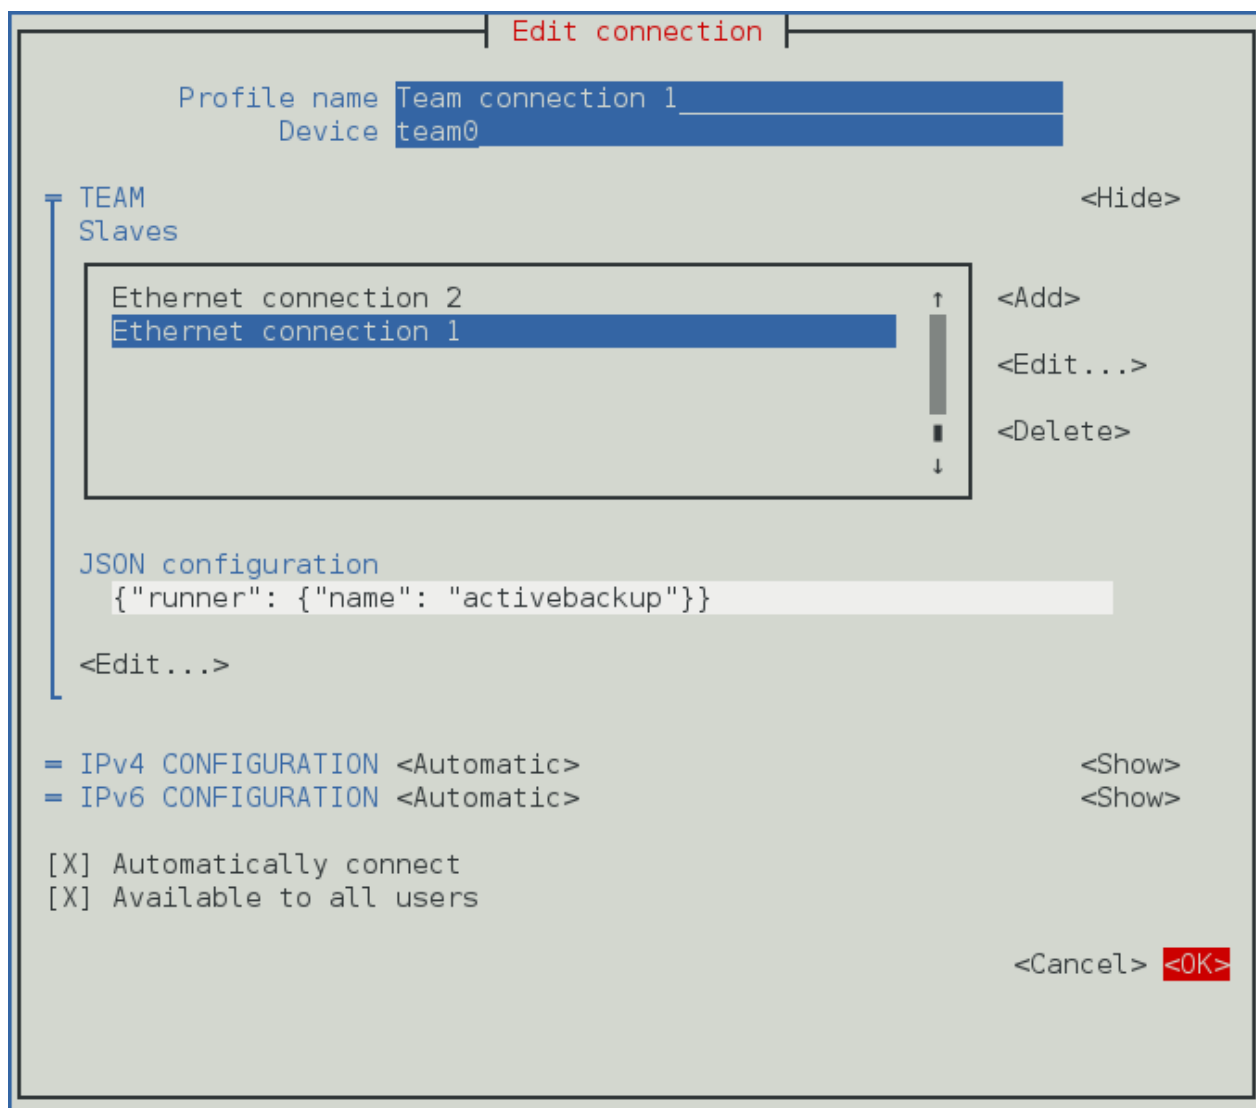 Edit connection
Profile name Team connection 1
Device team0
TEAM <Hide>
Slaves
Ethernet connection 2 ↑ <Add>
Ethernet connection 1
<Edit...>
<Delete>
↓
JSON configuration
{"runner": {"name": "activebackup"}}
<Edit...>
= IPv4 CONFIGURATION <Automatic> <Show>
= IPv6 CONFIGURATION <Automatic> <Show>
[X] Automatically connect
[X] Available to all users
<Cancel> <OK>